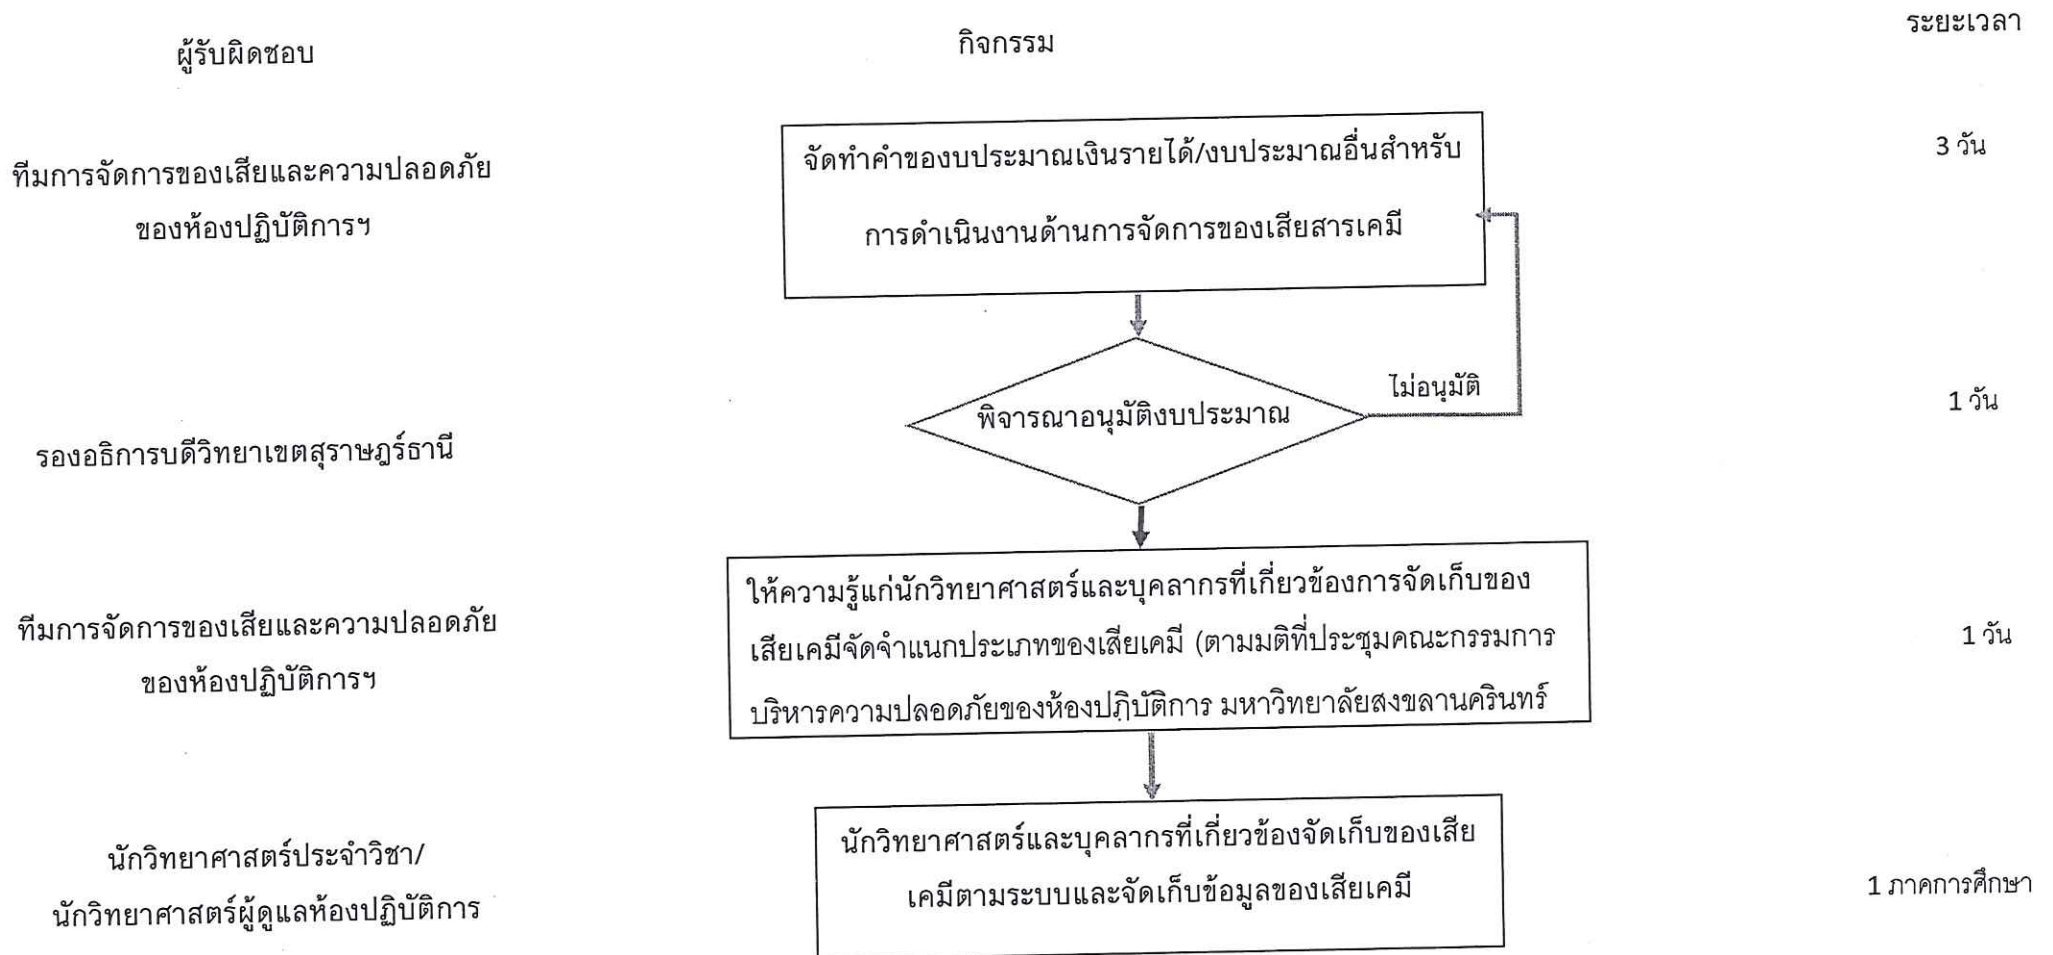 ผู้รับผิดชอบ
กิจกรรม
ระยะเวลา
ทีมการจัดการของเสียและความปลอดภัย
ของห้องปฏิบัติการฯ
จัดทำคำของบประมาณเงินรายได้/งบประมาณอื่นสำหรับ
การดำเนินงานด้านการจัดการของเสียสารเคมี
3 วัน
รองอธิการบดีวิทยาเขตสุราษฎร์ธานี
พิจารณาอนุมัติงบประมาณ
ไม่อนุมัติ
1 วัน
ทีมการจัดการของเสียและความปลอดภัย
ของห้องปฏิบัติการฯ
ให้ความรู้แก่นักวิทยาศาสตร์และบุคลากรที่เกี่ยวข้องการจัดเก็บของ
เสียเคมีจัดจำแนกประเภทของเสียเคมี (ตามมติที่ประชุมคณะกรรมการ
บริหารความปลอดภัยของห้องปฏิบัติการ มหาวิทยาลัยสงขลานครินทร์
1 วัน
นักวิทยาศาสตร์ประจำวิชา/
นักวิทยาศาสตร์ผู้ดูแลห้องปฏิบัติการ
นักวิทยาศาสตร์และบุคลากรที่เกี่ยวข้องจัดเก็บของเสีย
เคมีตามระบบและจัดเก็บข้อมูลของเสียเคมี
1 ภาคการศึกษา